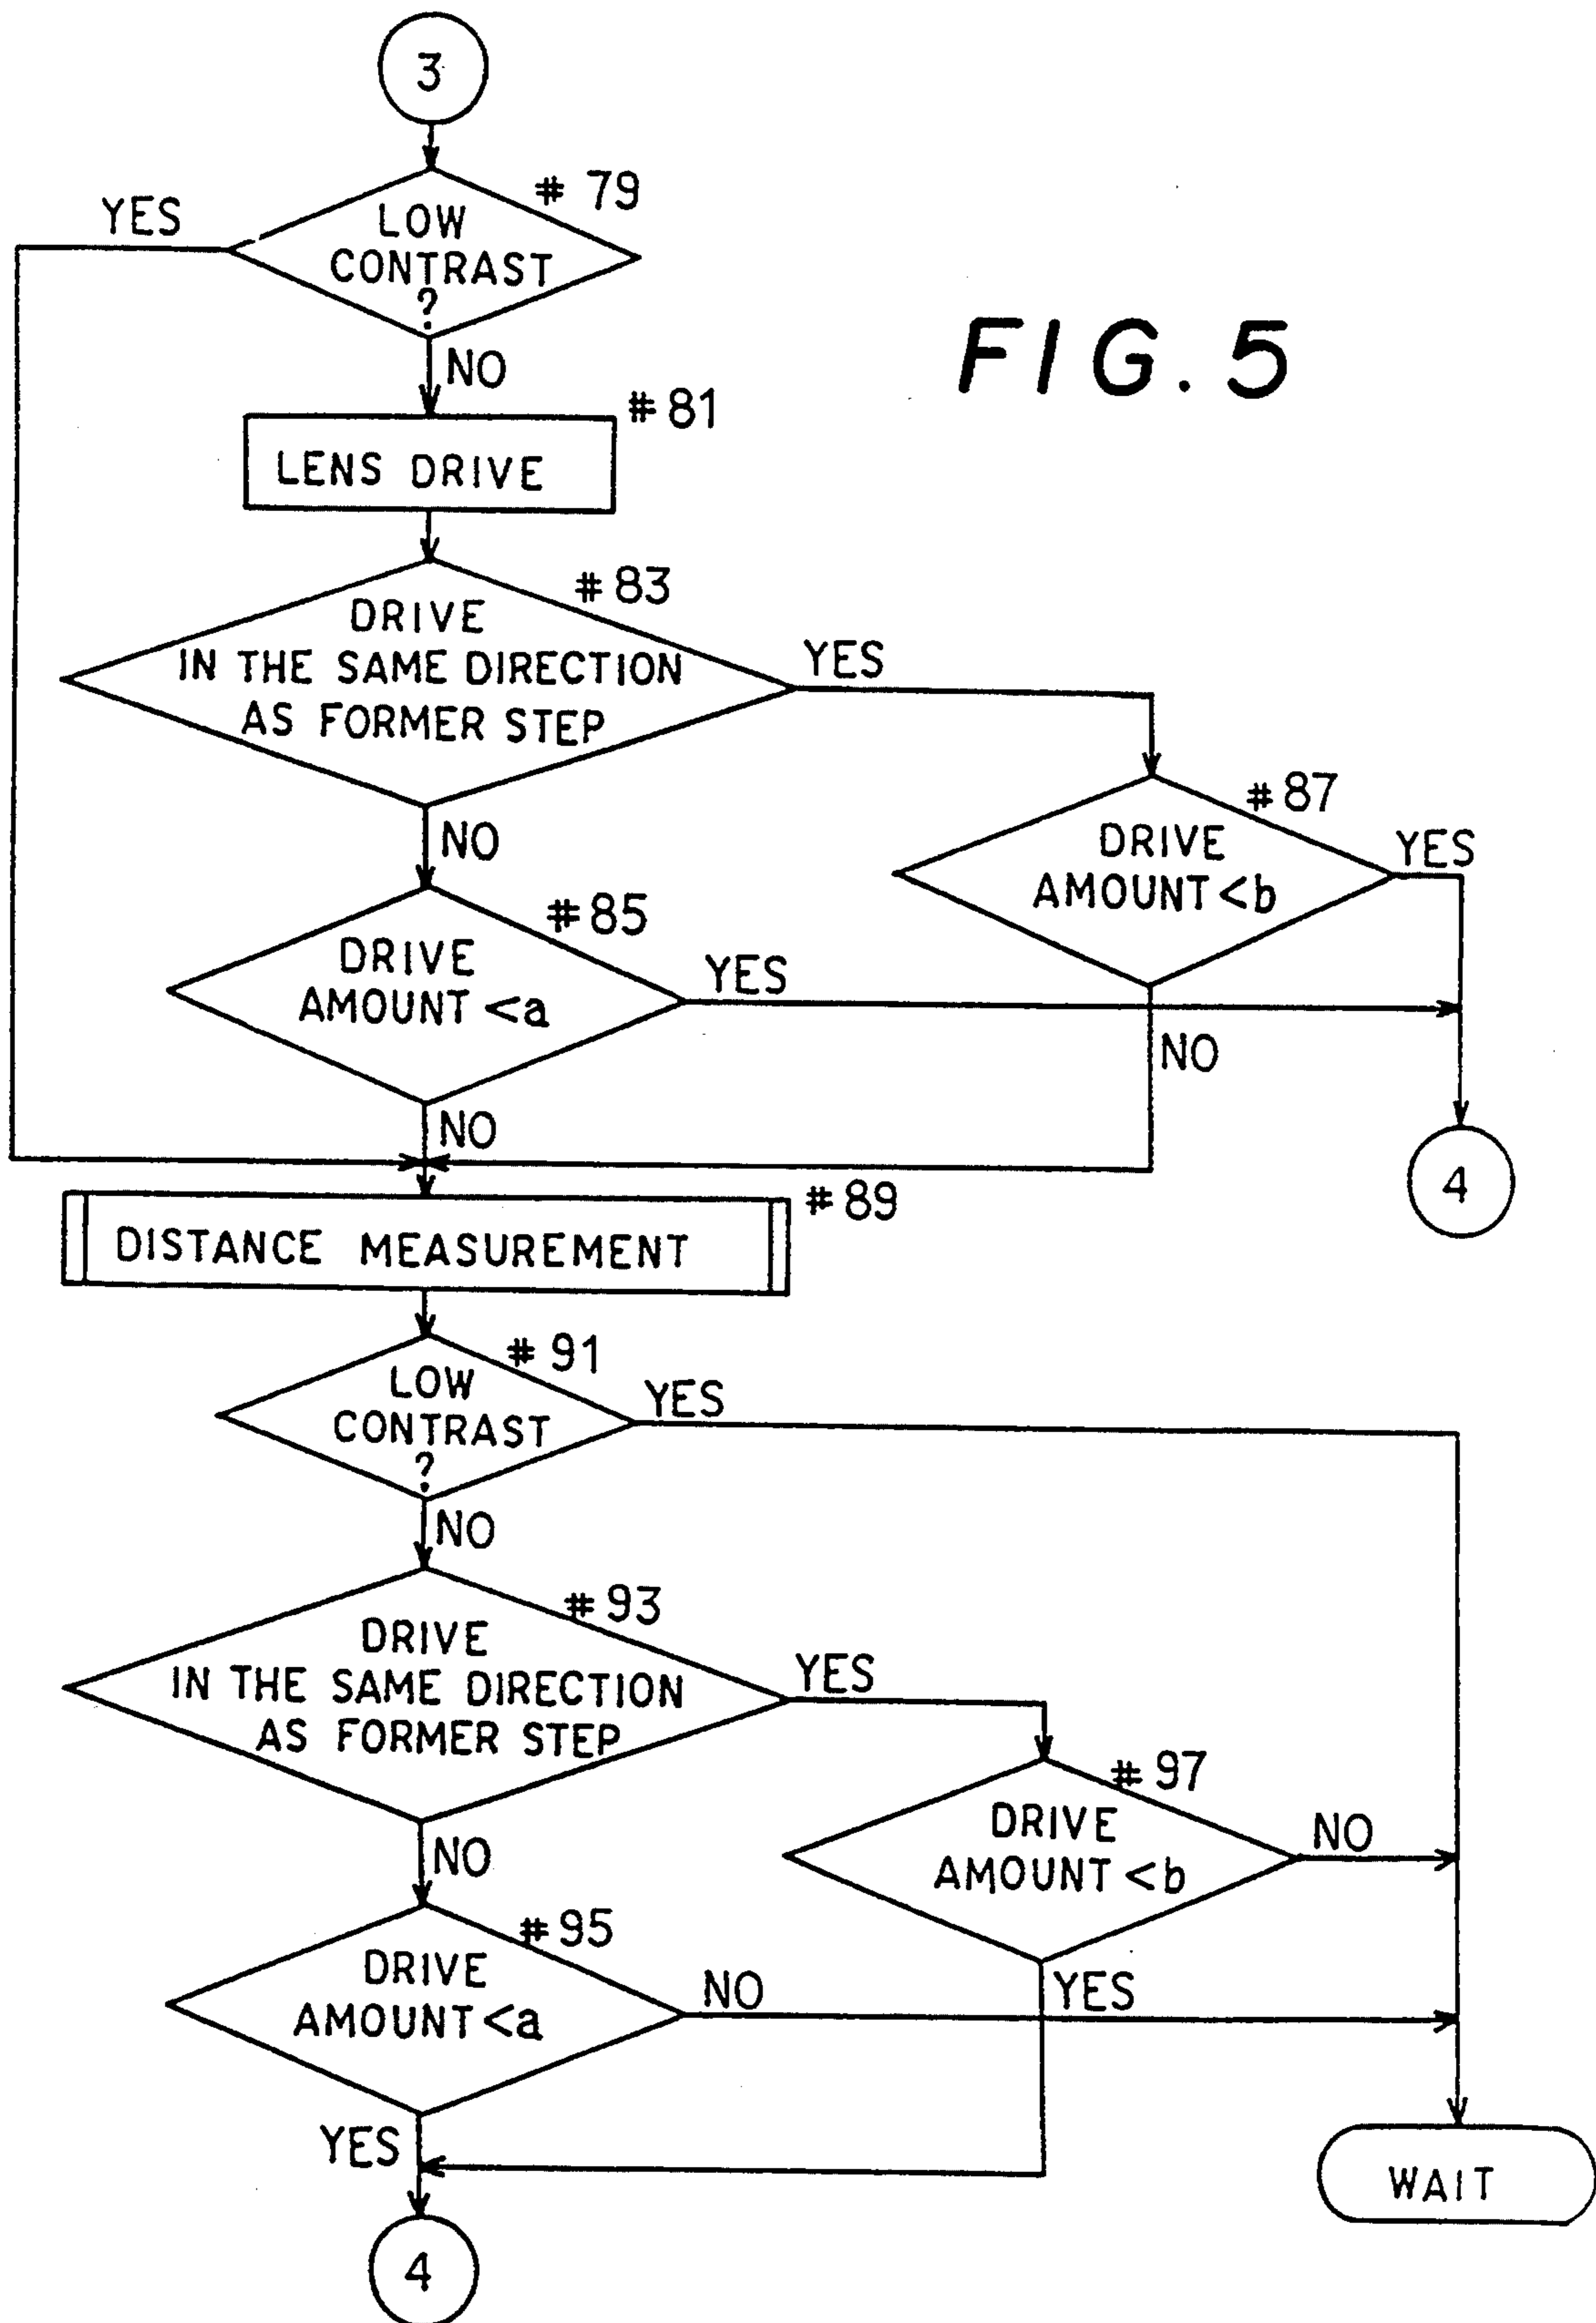 3
# 79
YES
LOW
CONTRAST
?
NO
FIG. 5
#81
LENS DRIVE
#83
DRIVE
IN THE SAME DIRECTION
AS FORMER STEP
YES
NO
#87
DRIVE
AMOUNT <b
YES
NO
#85
DRIVE
AMOUNT <a
YES
NO
4
#89
DISTANCE MEASUREMENT
# 91
LOW
CONTRAST
?
YES
NO
#93
DRIVE
IN THE SAME DIRECTION
AS FORMER STEP
YES
NO
#97
DRIVE
AMOUNT <b
NO
YES
#95
DRIVE
AMOUNT <a
NO
YES
WAIT
4